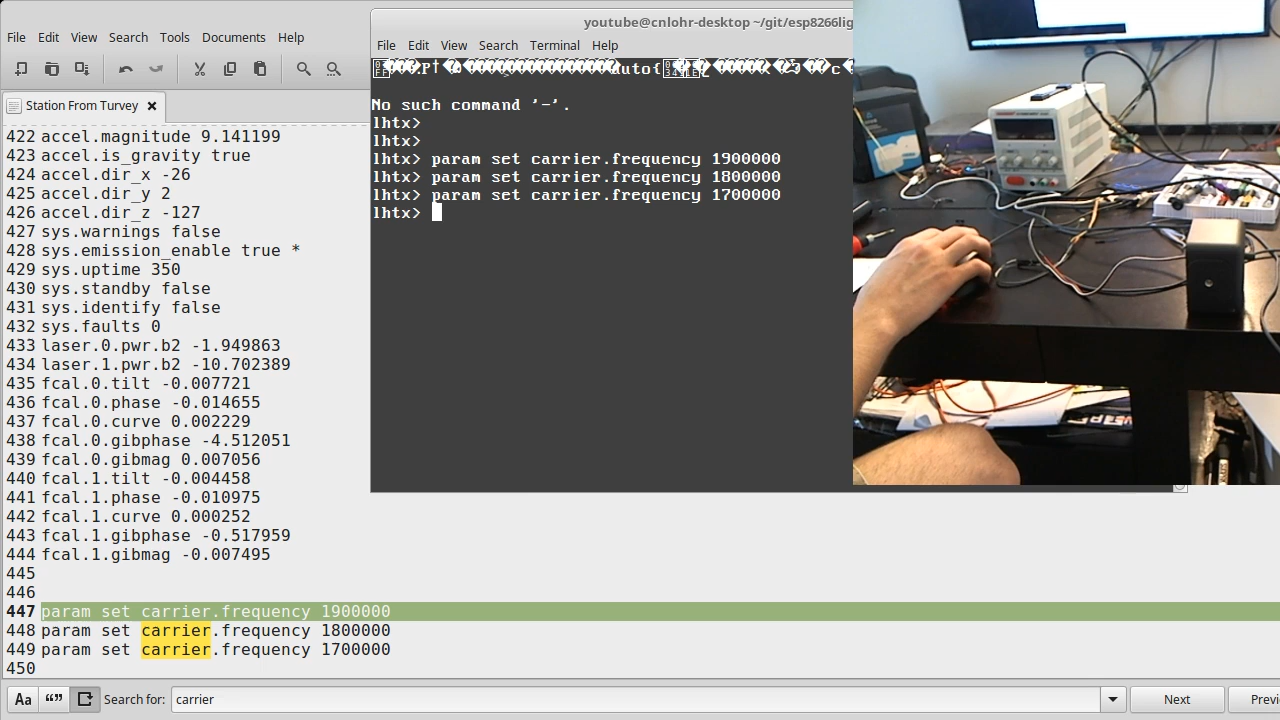 youtube@cnlohr-desktop ~/git/esp8266lig
File Edit View Search Tools Documents Help
File Edit View Search Terminal Help
Station From Turvey
422 accel.magnitude 9.141199
423 accel.is_gravity true
424 accel.dir_x -26
425 accel.dir_y 2
426 accel.dir_z -127
427 sys.warnings false
428 sys.emission_enable true *
429 sys.uptime 350
430 sys.standby false
431 sys.identify false
432 sys.faults 0
433 laser.0.pwr.b2 -1.949863
434 laser.1.pwr.b2 -10.702389
435 fcal.0.tilt -0.007721
436 fcal.0.phase -0.014655
437 fcal.0.curve 0.002229
438 fcal.0.gibphase -4.512051
439 fcal.0.gibmag 0.007056
440 fcal.1.tilt -0.004458
441 fcal.1.phase -0.010975
442 fcal.1.curve 0.000252
443 fcal.1.gibphase -0.517959
444 fcal.1.gibmag -0.007495
445
446
447 param set carrier.frequency 1900000
448 param set carrier.frequency 1800000
449 param set carrier.frequency 1700000
450
No such command '-'.
lhtx>
lhtx>
lhtx> param set carrier.frequency 1900000
lhtx> param set carrier.frequency 1800000
lhtx> param set carrier.frequency 1700000
lhtx>
Aa “” Search for: carrier Next Previ